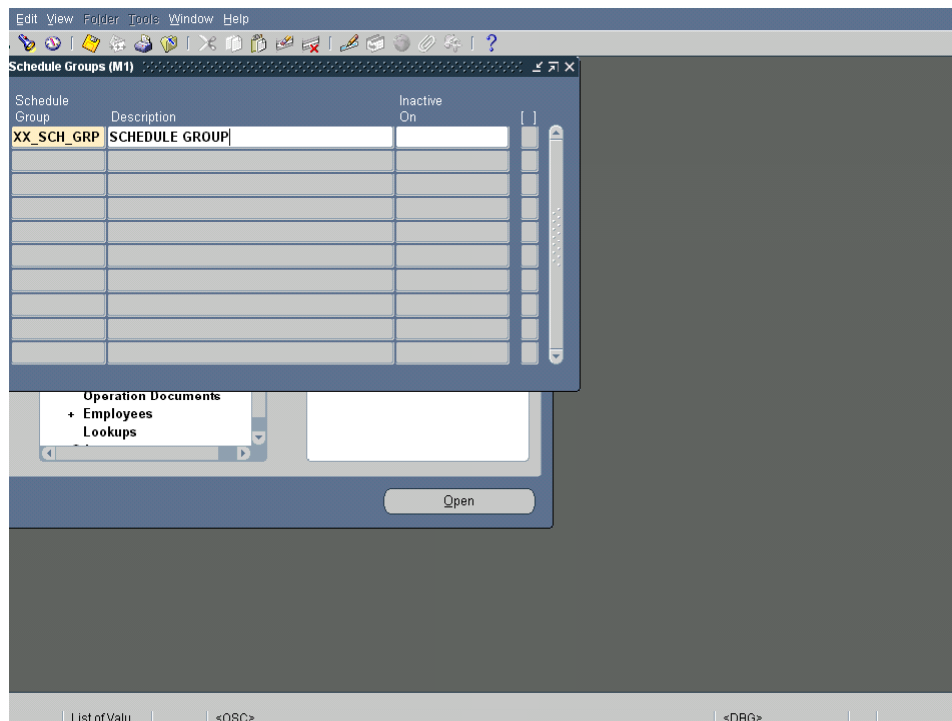 Edit View Folder Tools Window Help
Schedule Groups (M1)
Schedule Group Description Inactive On [ ]
XX_SCH_GRP SCHEDULE GROUP
Operation Documents
+ Employees
Lookups
Open
List of Valu <OSC> <DBG>